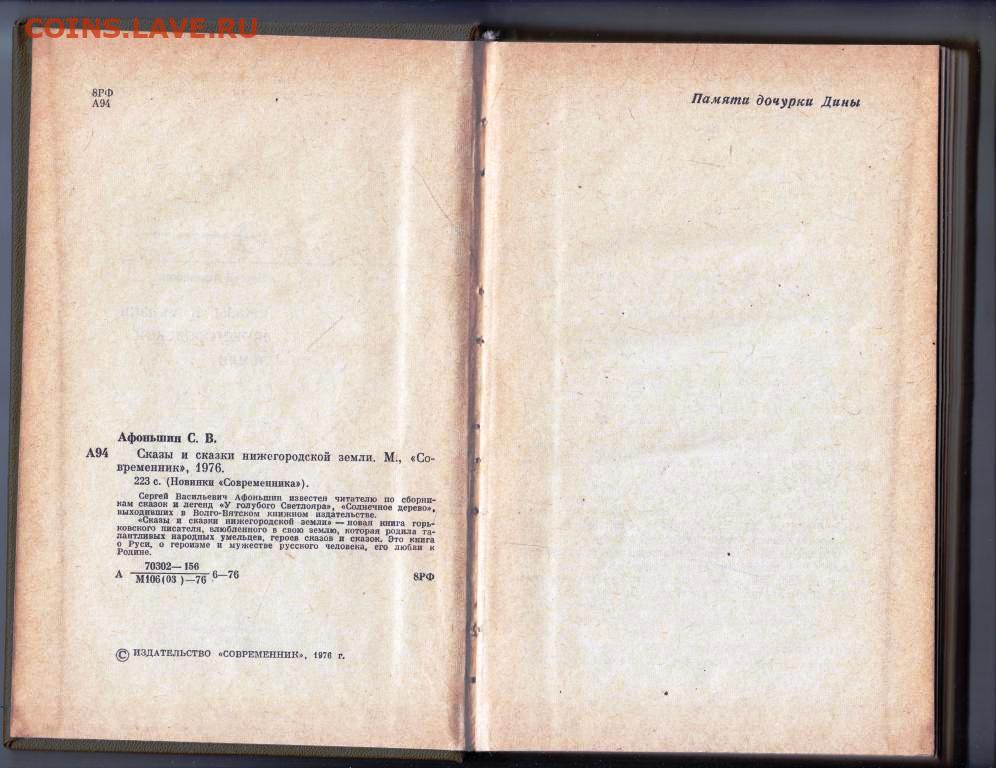 COINS.LAVE.RU
8РФ
А94
Афоньшин С. В.
А94 Сказы и сказки нижегородской земли. М., «Со-
временник», 1976.
223 с. (Новинки «Современника»).
Сергей Васильевич Афоньшин известен читателю по сборни-
кам сказок и легенд «У голубого Светлояра», «Солнечное дерево»,
выходивших в Волго-Вятском книжном издательстве.
«Сказы и сказки нижегородской земли» — новая книга горь-
ковского писателя, влюбленного в свою землю, которая родила та-
лантливых народных умельцев, героев сказов и сказок. Это книга
о Руси, о героизме и мужестве русского человека, его любви к
Родине.
А 70302—156
М106(03)—76 6—76 8РФ
© ИЗДАТЕЛЬСТВО «СОВРЕМЕННИК», 1976 г.
Памяти дочурки Дины